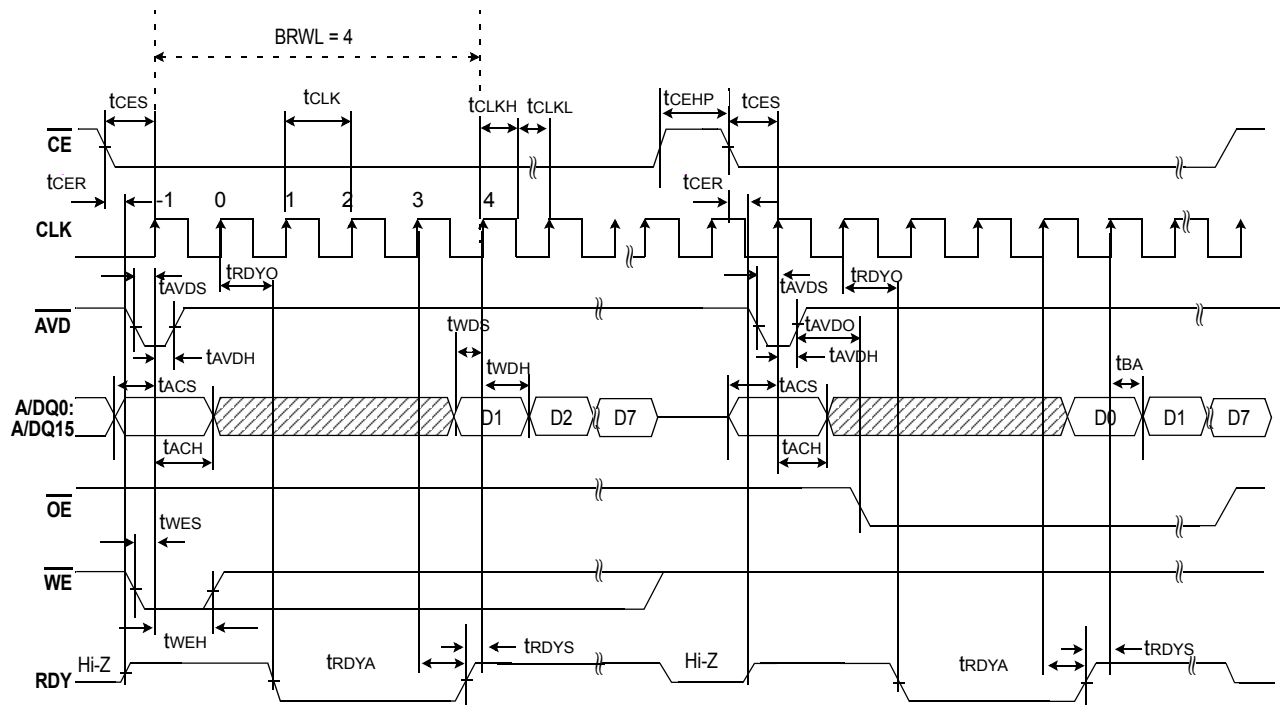 BRWL = 4
tCES
tCLK
tCLKH
tCLKL
tCEHP
tCES
CE
tCER
tCER
-1 0 1 2 3 4
CLK
tRDYO
tRDYO
tAVDS
tAVDS
AVD
tWDS
tAVDO
tAVDH
tAVDH
tWDH
tBA
tACS
tACS
A/DQ0:
A/DQ15
D1 D2 D7 D0 D1 D7
tACH
tACH
OE
tWES
WE
tWEH
Hi-Z
tRDYA
tRDYS
Hi-Z
tRDYA
tRDYS
RDY